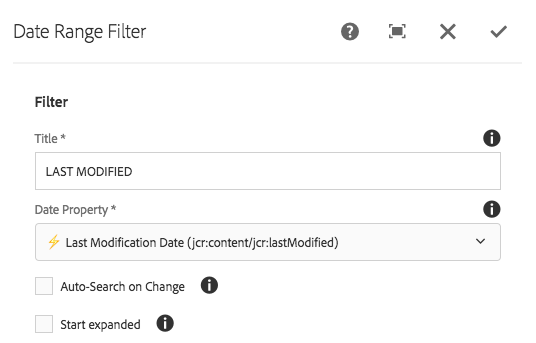 Date Range Filter
Filter
Title *
LAST MODIFIED
Date Property *
⚡ Last Modification Date (jcr:content/jcr:lastModified)
Auto-Search on Change
Start expanded